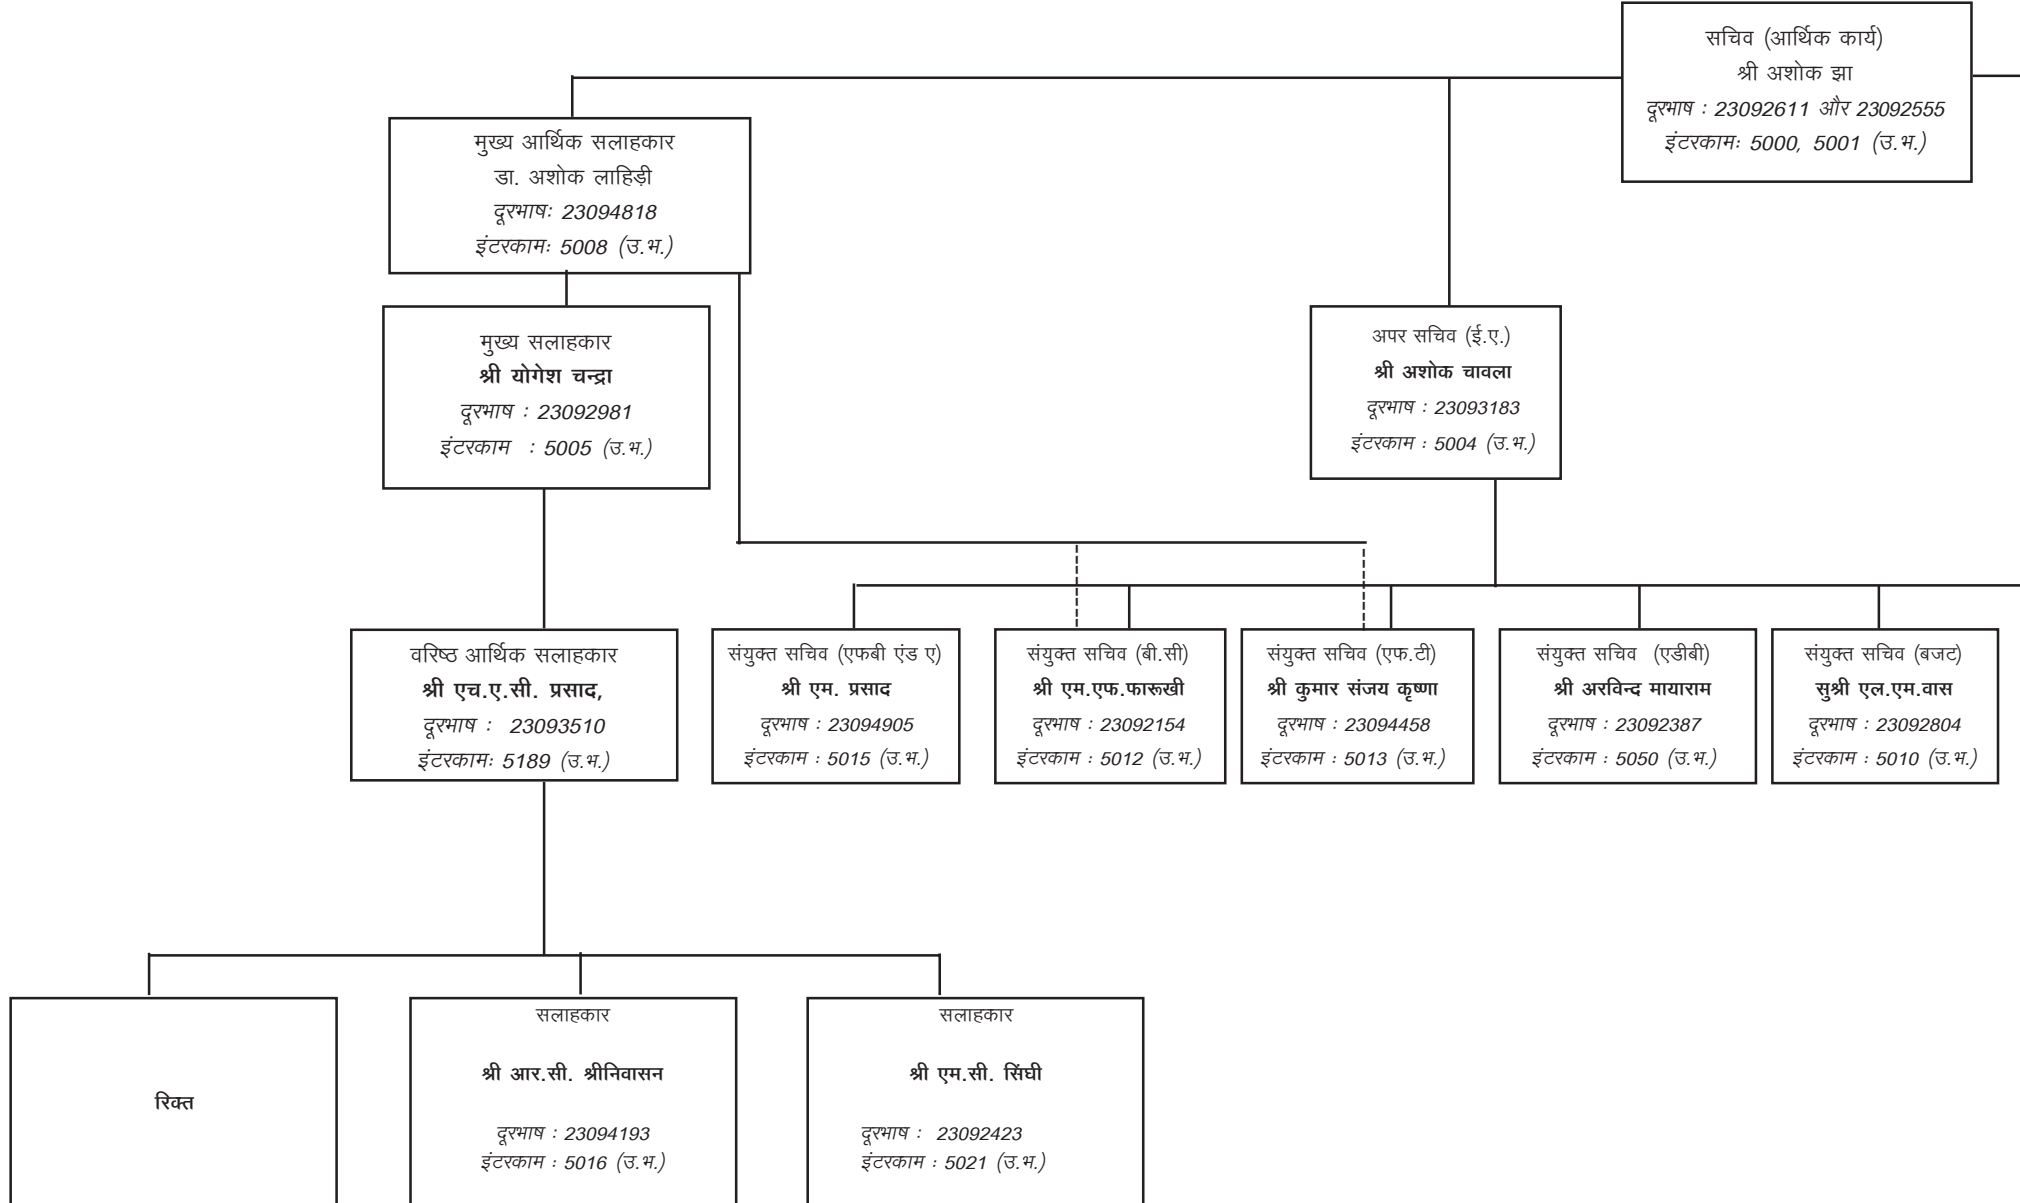 सचिव (आर्थिक कार्य)
श्री अशोक झा
दूरभाष : 23092611 और 23092555
इंटरकामः 5000, 5001 (उ.भ.)
मुख्य आर्थिक सलाहकार
डा. अशोक लाहिड़ी
दूरभाषः 23094818
इंटरकामः 5008 (उ.भ.)
मुख्य सलाहकार
श्री योगेश चन्द्रा
दूरभाष : 23092981
इंटरकाम : 5005 (उ.भ.)
अपर सचिव (ई.ए.)
श्री अशोक चावला
दूरभाष : 23093183
इंटरकाम : 5004 (उ.भ.)
वरिष्ठ आर्थिक सलाहकार
श्री एच.ए.सी. प्रसाद,
दूरभाष : 23093510
इंटरकामः 5189 (उ.भ.)
संयुक्त सचिव (एफबी एंड ए)
श्री एम. प्रसाद
दूरभाष : 23094905
इंटरकाम : 5015 (उ.भ.)
संयुक्त सचिव (बी.सी)
श्री एम.एफ.फारूखी
दूरभाष : 23092154
इंटरकाम : 5012 (उ.भ.)
संयुक्त सचिव (एफ.टी)
श्री कुमार संजय कृष्णा
दूरभाष : 23094458
इंटरकाम : 5013 (उ.भ.)
संयुक्त सचिव (एडीबी)
श्री अरविन्द मायाराम
दूरभाष : 23092387
इंटरकाम : 5050 (उ.भ.)
संयुक्त सचिव (बजट)
सुश्री एल.एम.वास
दूरभाष : 23092804
इंटरकाम : 5010 (उ.भ.)
रिक्त
सलाहकार
श्री आर.सी. श्रीनिवासन
दूरभाष : 23094193
इंटरकाम : 5016 (उ.भ.)
सलाहकार
श्री एम.सी. सिंघी
दूरभाष : 23092423
इंटरकाम : 5021 (उ.भ.)